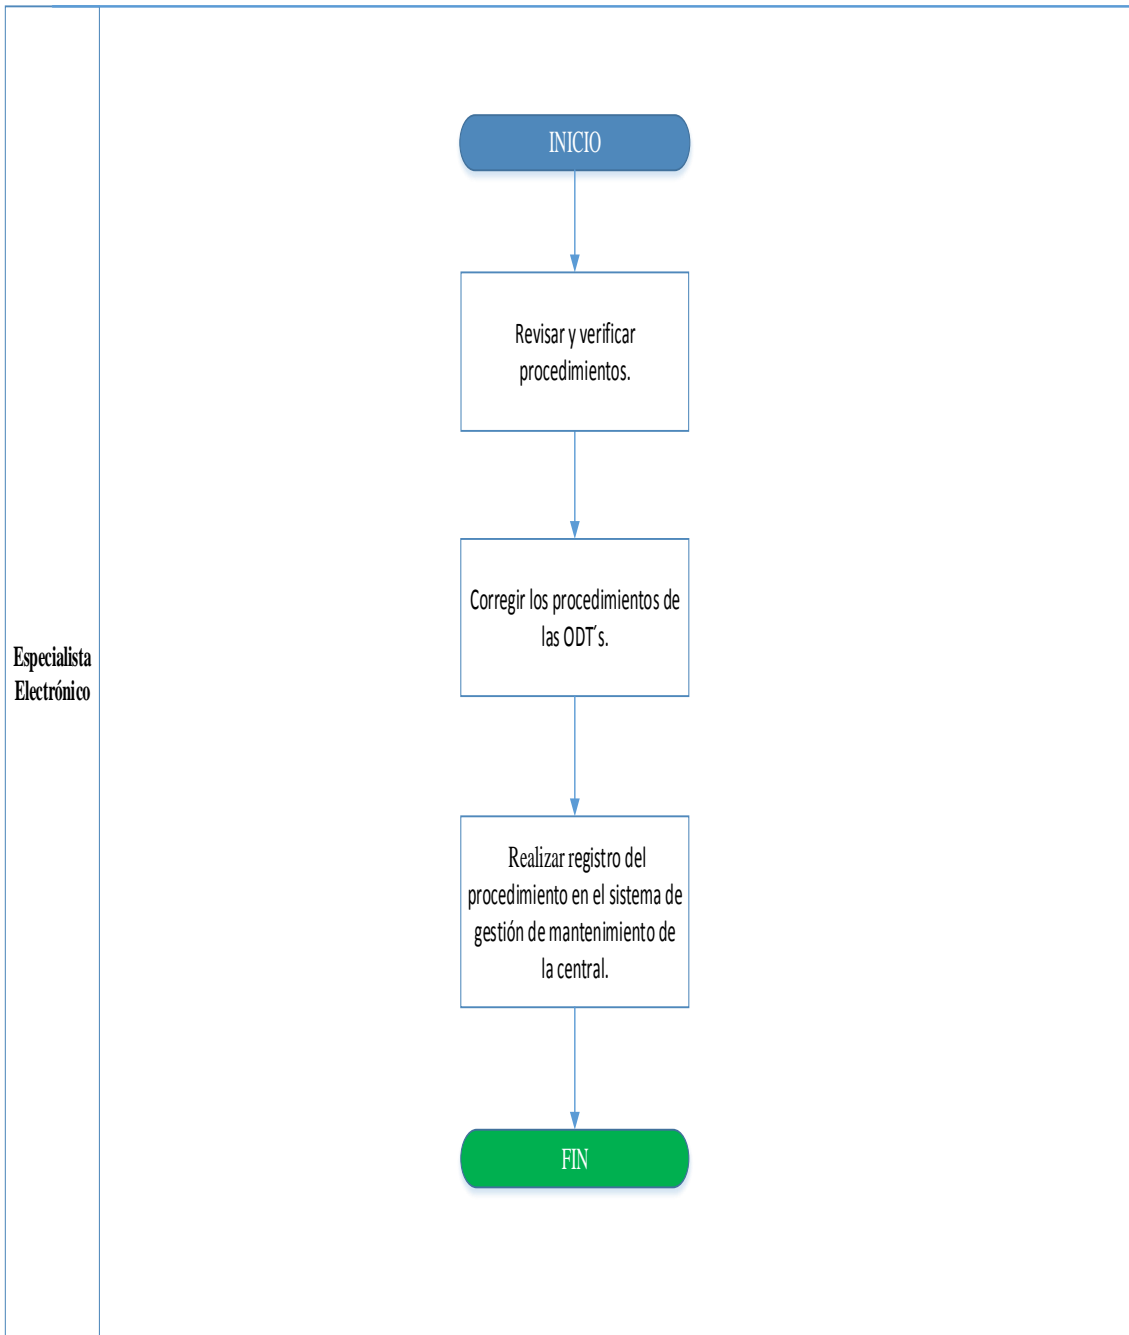 INICIO
Revisar y verificar
procedimientos.
Corregir los procedimientos de
las ODT´s.
Especialista
Electrónico
Realizar registro del
procedimiento en el sistema de
gestión de mantenimiento de
la central.
FIN